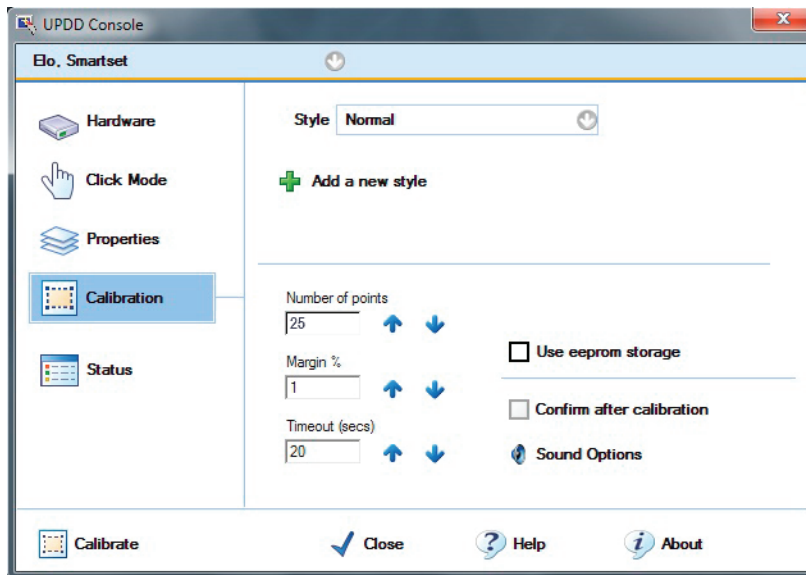 UPDD Console
Elo, Smartset
Hardware
Click Mode
Properties
Calibration
Status
Style Normal
Add a new style
Number of points
25
Margin %
1
Timeout (secs)
20
Use eeprom storage
Confirm after calibration
Sound Options
Calibrate
Close
Help
About